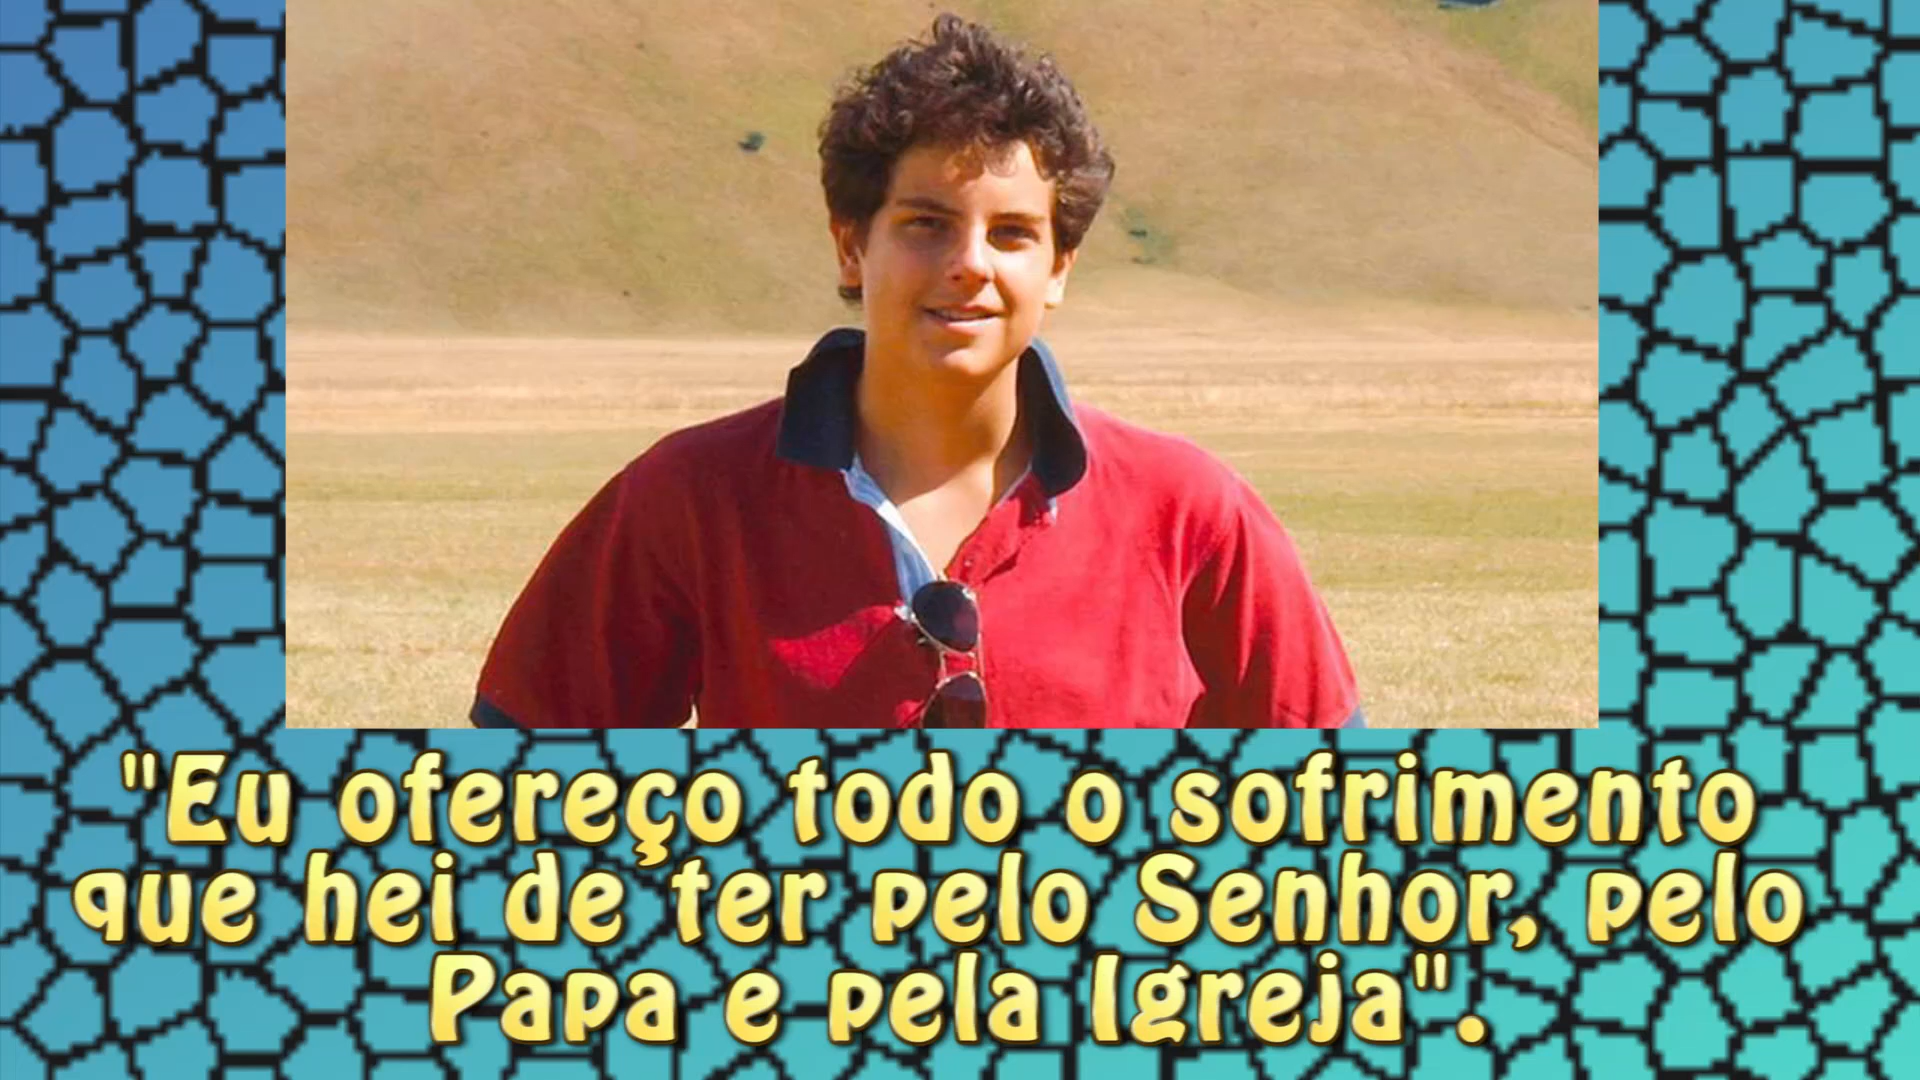 "Eu ofereço todo o sofrimento
que hei de ter pelo Senhor, pelo
Papa e pela Igreja".